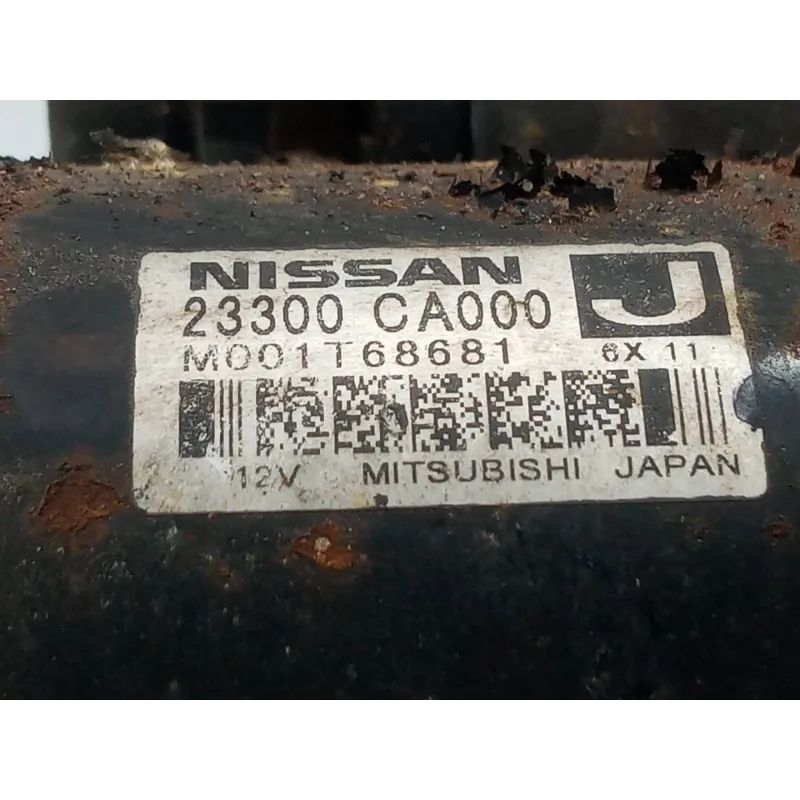 NISSAN J
23300 CA000
M001T68681 6X 11
12V MITSUBISHI JAPAN